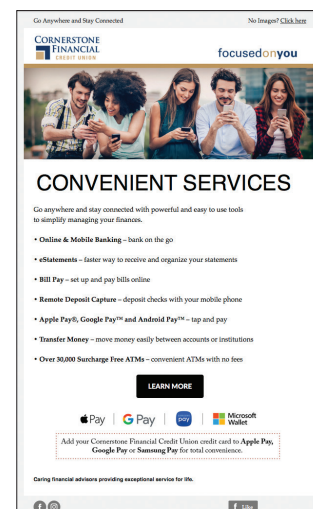 Go Anywhere and Stay Connected
No Images? Click here
CORNERSTONE
FINANCIAL
CREDIT UNION
focusedonyou
CONVENIENT SERVICES
Go anywhere and stay connected with powerful and easy to use tools
to simplify managing your finances.
• Online & Mobile Banking – bank on the go
• eStatements – faster way to receive and organize your statements
• Bill Pay – set up and pay bills online
• Remote Deposit Capture – deposit checks with your mobile phone
• Apple Pay®, Google Pay™ and Android Pay™ – tap and pay
• Transfer Money – move money easily between accounts or institutions
• Over 30,000 Surcharge Free ATMs – convenient ATMs with no fees
LEARN MORE
Pay
G Pay
pay
Microsoft
Wallet
Add your Cornerstone Financial Credit Union credit card to Apple Pay,
Google Pay or Samsung Pay for total convenience.
Caring financial advisors providing exceptional service for life.
f Like